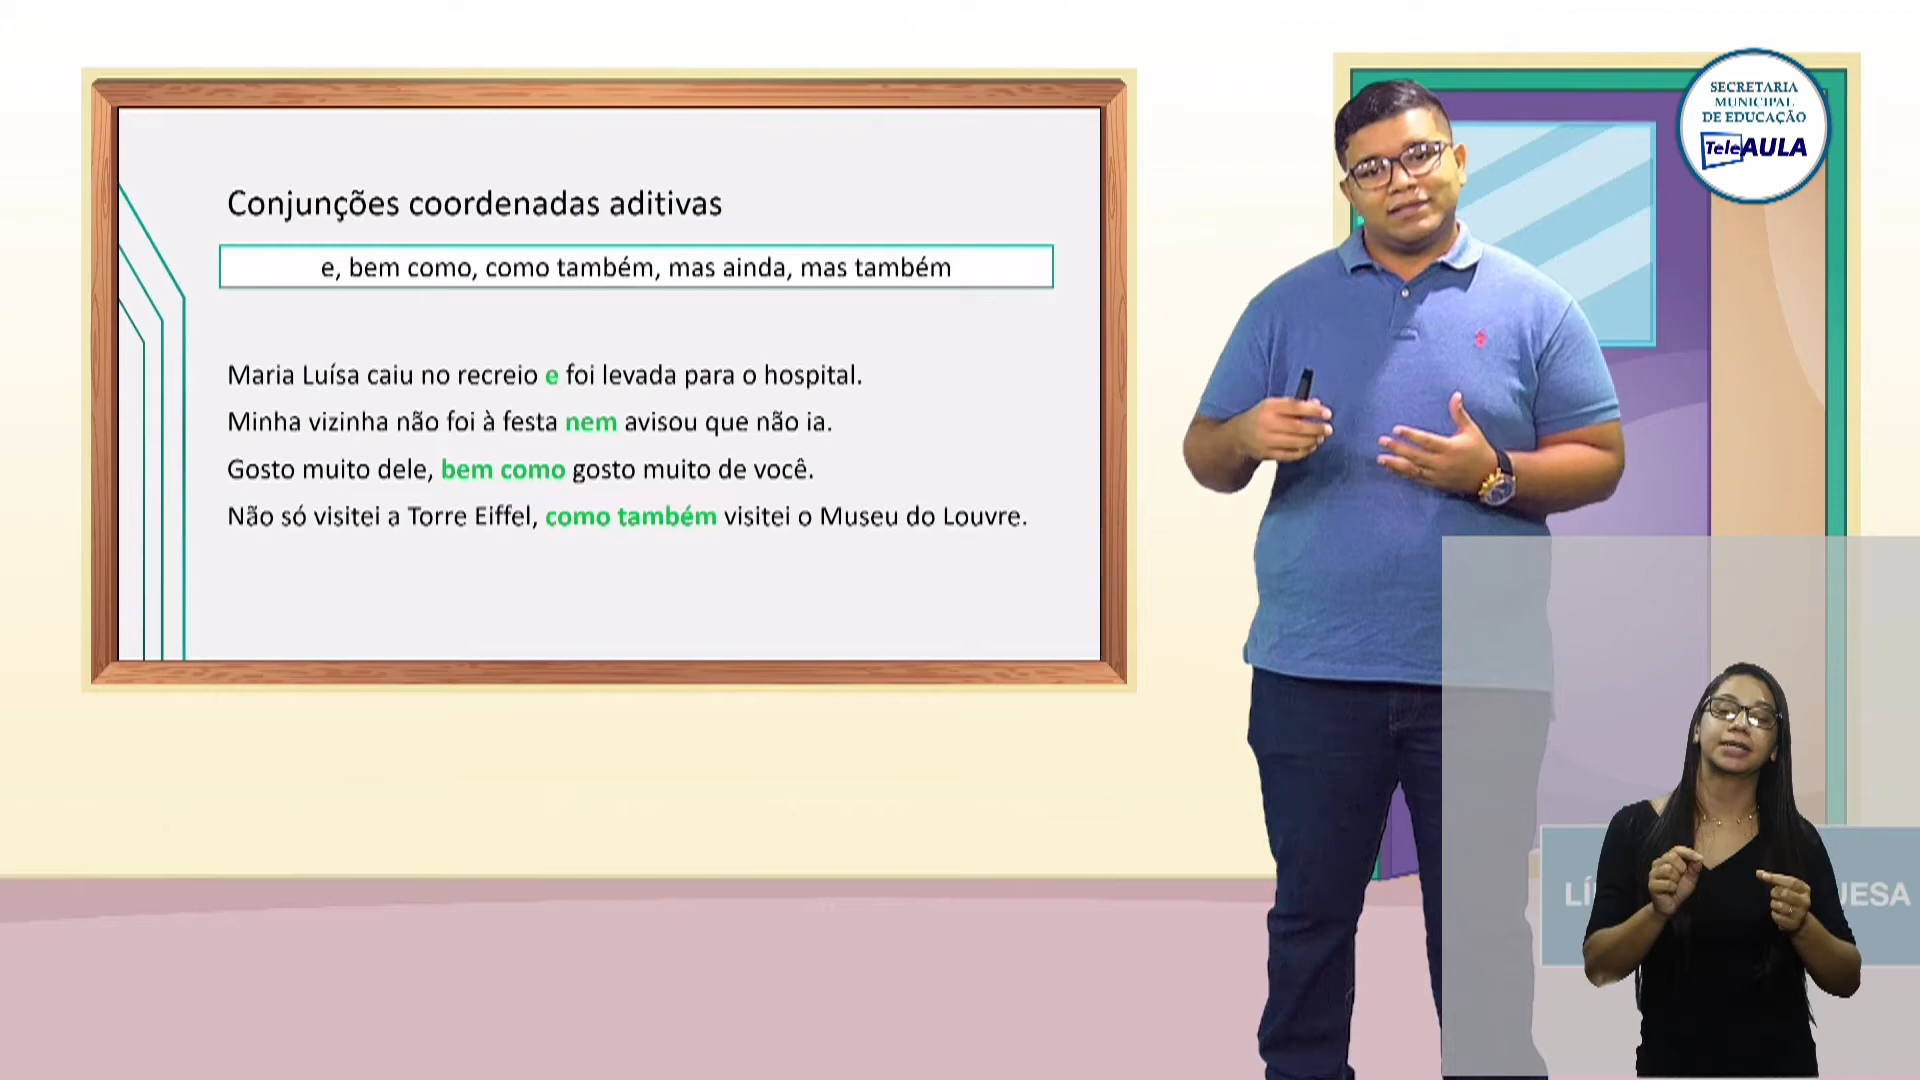 Conjunções coordenadas aditivas
e, bem como, como também, mas ainda, mas também
Maria Luísa caiu no recreio e foi levada para o hospital.
Minha vizinha não foi à festa nem avisou que não ia.
Gosto muito dele, bem como gosto muito de você.
Não só visitei a Torre Eiffel, como também visitei o Museu do Louvre.
SECRETARIA
MUNICIPAL
DE EDUCAÇÃO
TeleAULA